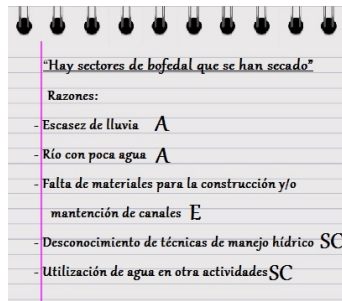 “Hay sectores de bofedal que se han secado”
Razones:
- Escasez de lluvia A
- Río con poca agua A
- Falta de materiales para la construcción y/o
mantención de canales E
- Desconocimiento de técnicas de manejo hídrico SC
- Utilización de agua en otra actividades SC